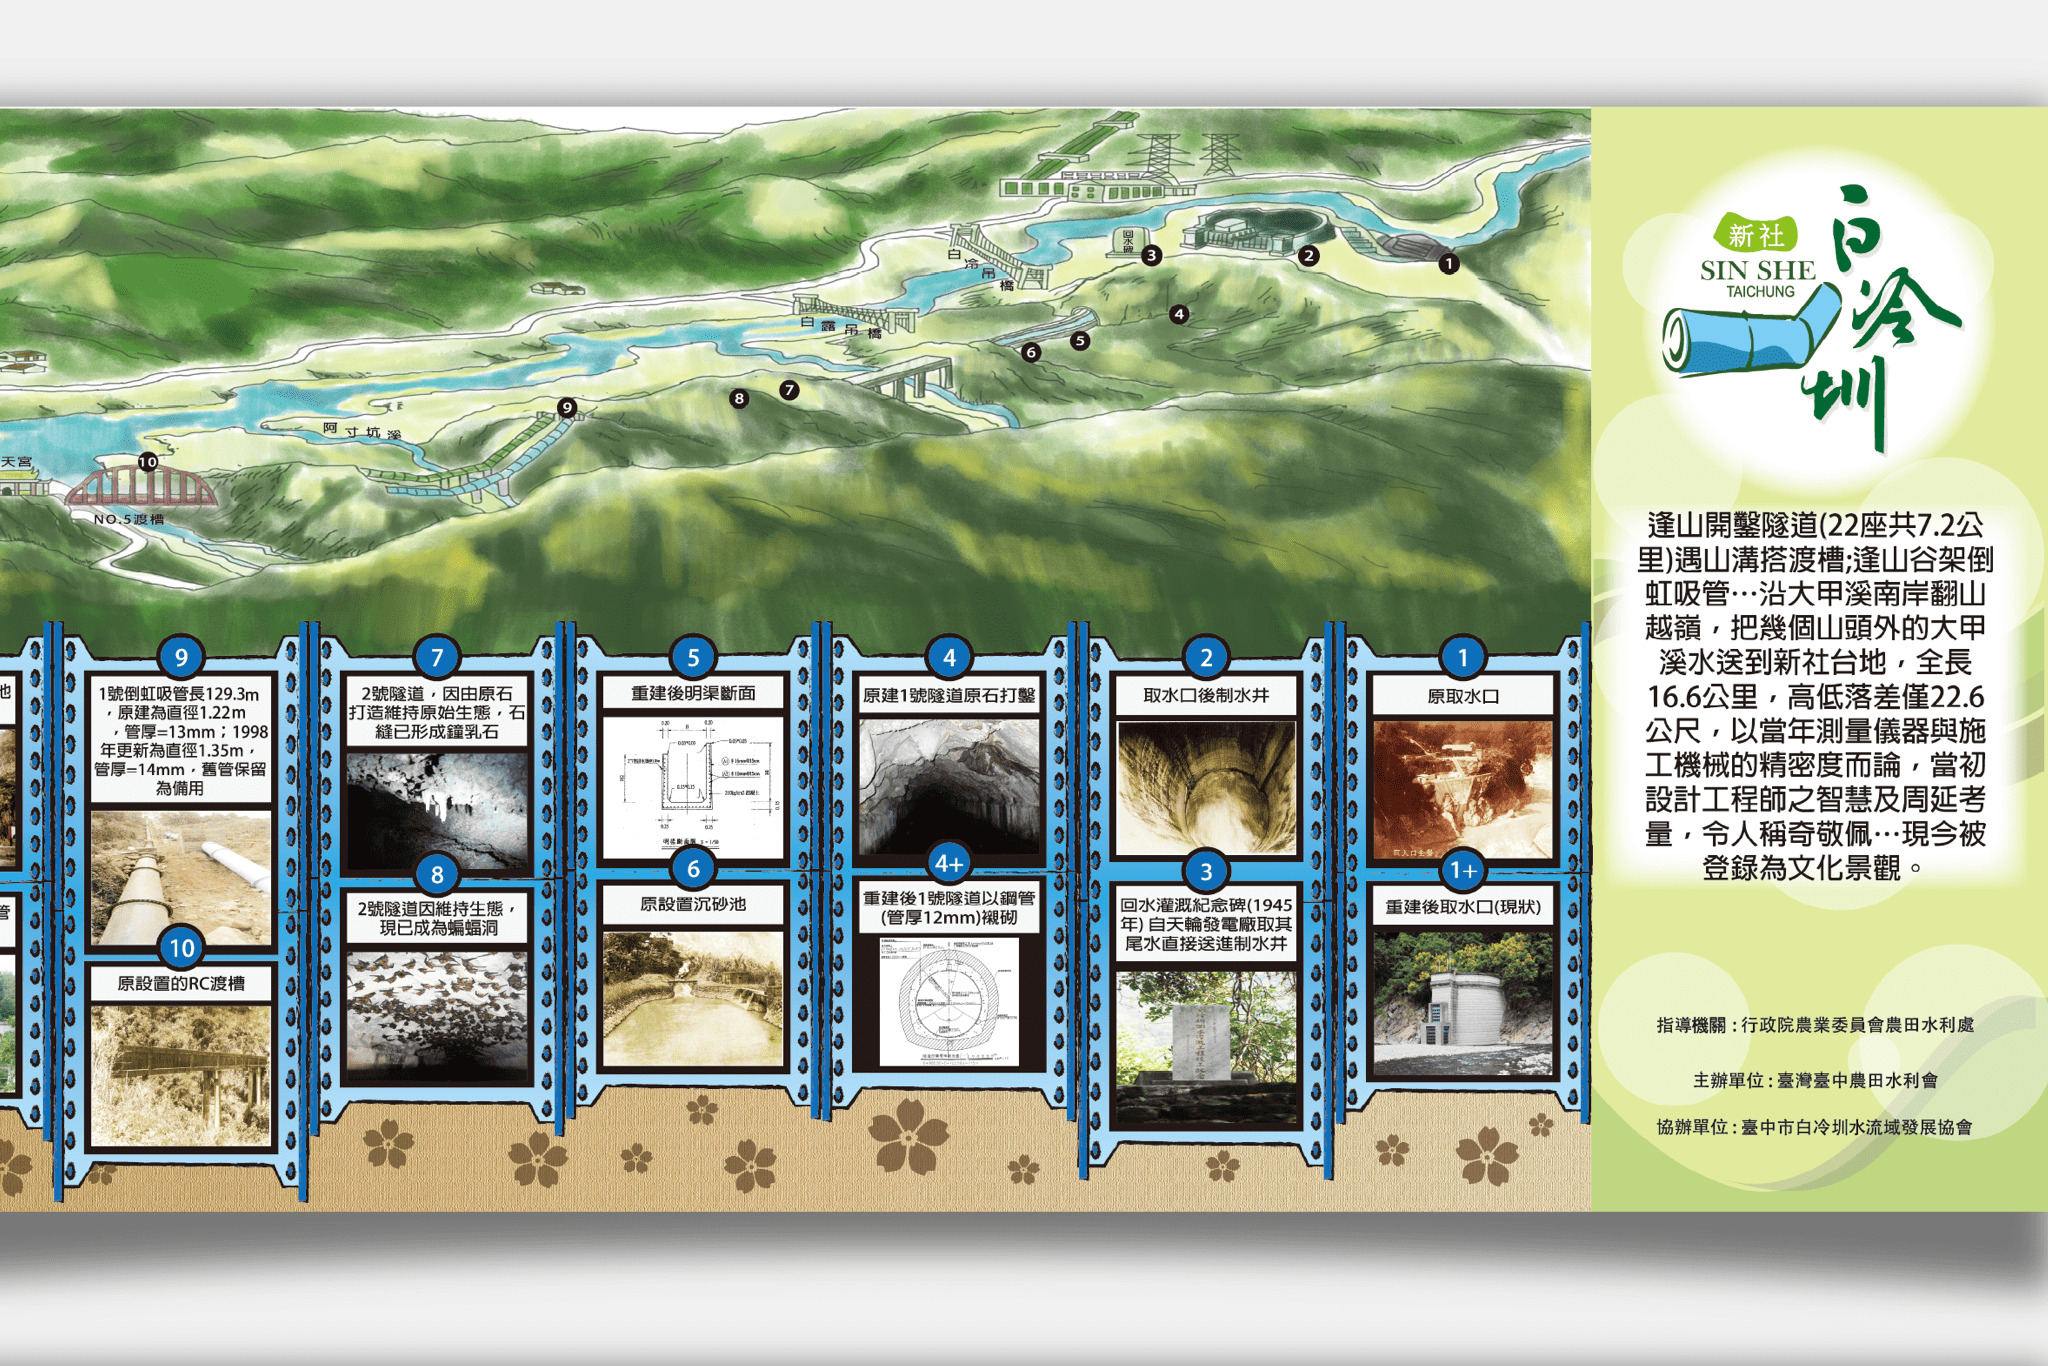 新社
SIN SHE
TAICHUNG
白冷圳
逢山開鑿隧道(22座共7.2公
里)遇山溝搭渡槽;逢山谷架倒
虹吸管…沿大甲溪南岸翻山
越嶺，把幾個山頭外的大甲
溪水送到新社台地，全長
16.6公里，高低落差僅22.6
公尺，以當年測量儀器與施
工機械的精密度而論，當初
設計工程師之智慧及周延考
量，令人稱奇敬佩…現今被
登錄為文化景觀。
指導機關：行政院農業委員會農田水利處
主辦單位：臺灣臺中農田水利會
協辦單位：臺中市白冷圳水流域發展協會
回水碑
白冷吊橋
白露吊橋
阿寸坑溪
天宮
NO.5渡槽
1
2
3
4
5
6
7
8
9
10
1
原取水口
1+
重建後取水口(現狀)
2
取水口後制水井
3
回水灌溉紀念碑(1945
年) 自天輪發電廠取其
尾水直接送進制水井
4
原建1號隧道原石打鑿
4+
重建後1號隧道以鋼管
(管厚12mm)襯砌
5
重建後明渠斷面
6
原設置沉砂池
7
2號隧道，因由原石
打造維持原始生態，石
縫已形成鐘乳石
8
2號隧道因維持生態，
現已成為蝙蝠洞
9
1號倒虹吸管長129.3m
，原建為直徑1.22m
，管厚=13mm；1998
年更新為直徑1.35m，
管厚=14mm，舊管保留
為備用
10
原設置的RC渡槽
池
管